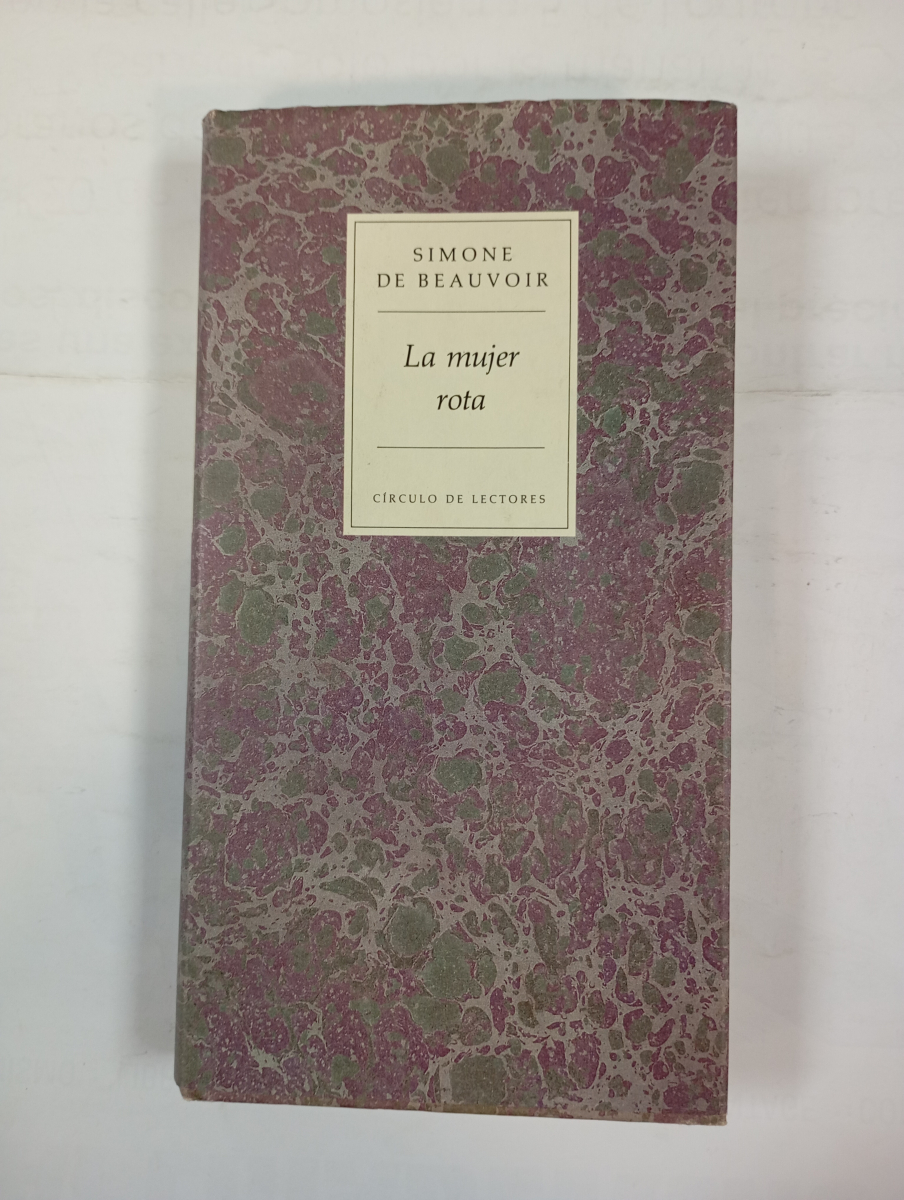 SIMONE
DE BEAUVOIR
La mujer
rota
CÍRCULO DE LECTORES